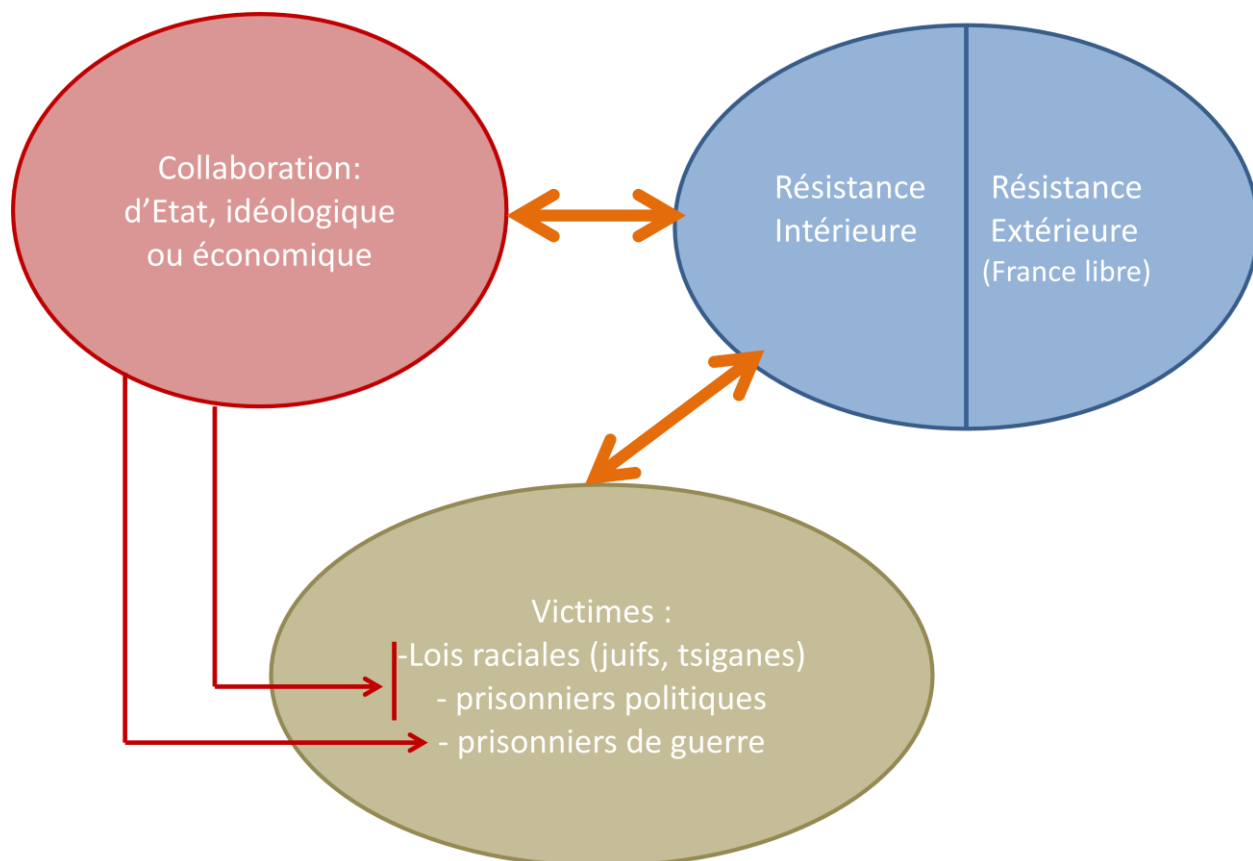 Collaboration:
d’Etat, idéologique
ou économique
Résistance
Intérieure
Résistance
Extérieure
(France libre)
Victimes :
-Lois raciales (juifs, tsiganes)
- prisonniers politiques
- prisonniers de guerre